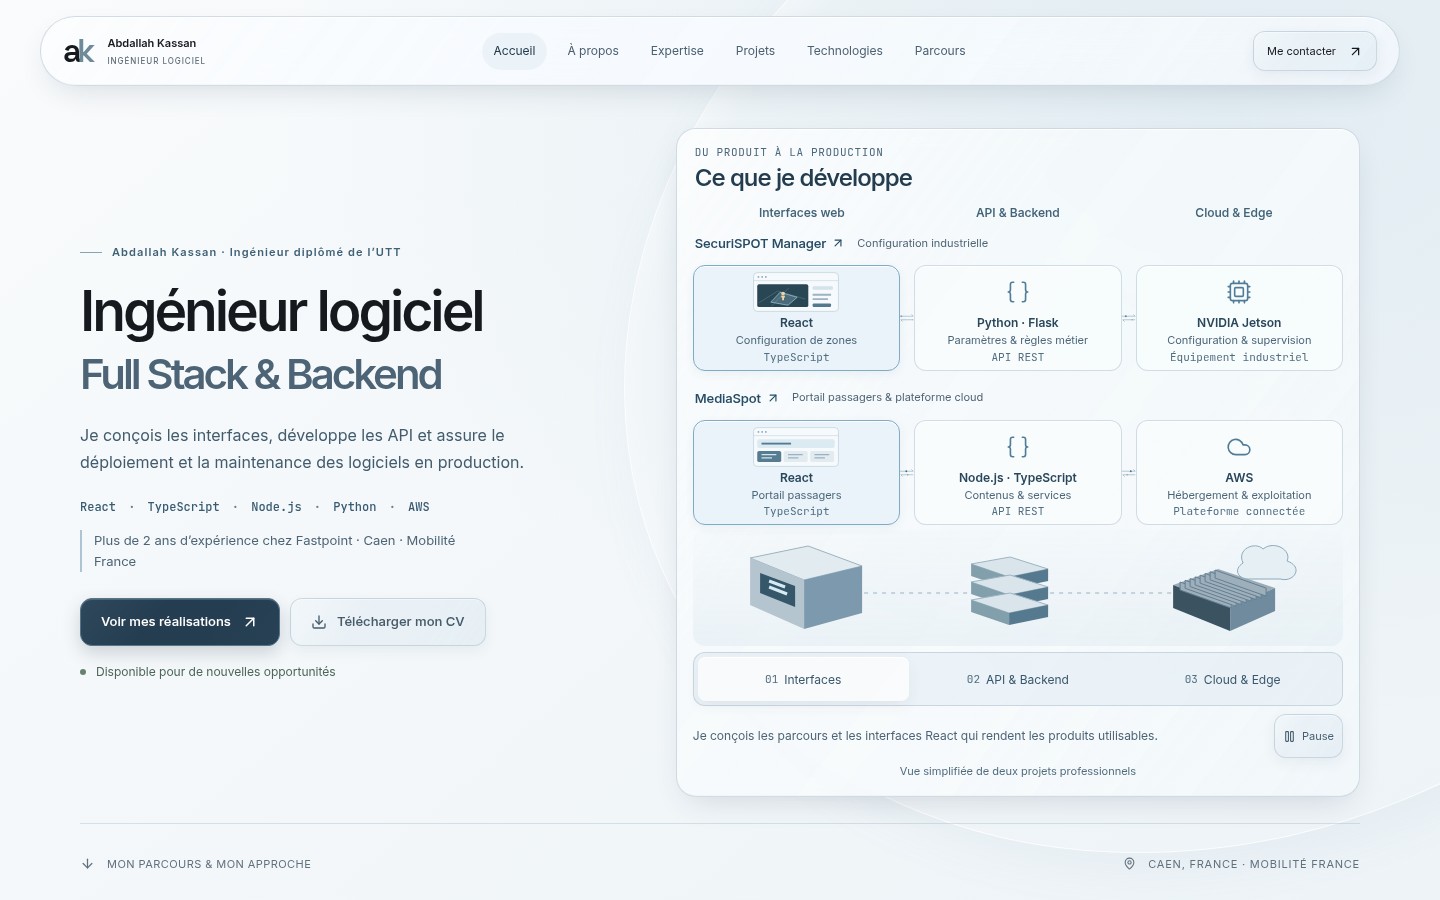 ak
Abdallah Kassan
INGÉNIEUR LOGICIEL
Accueil
À propos
Expertise
Projets
Technologies
Parcours
Me contacter
Abdallah Kassan · Ingénieur diplômé de l’UTT
Ingénieur logiciel
Full Stack & Backend
Je conçois les interfaces, développe les API et assure le
déploiement et la maintenance des logiciels en production.
React · TypeScript · Node.js · Python · AWS
Plus de 2 ans d’expérience chez Fastpoint · Caen · Mobilité
France
Voir mes réalisations
Télécharger mon CV
Disponible pour de nouvelles opportunités
DU PRODUIT À LA PRODUCTION
Ce que je développe
Interfaces web
API & Backend
Cloud & Edge
SecuriSPOT Manager
Configuration industrielle
React
Configuration de zones
TypeScript
Python · Flask
Paramètres & règles métier
API REST
NVIDIA Jetson
Configuration & supervision
Équipement industriel
MediaSpot
Portail passagers & plateforme cloud
React
Portail passagers
TypeScript
Node.js · TypeScript
Contenus & services
API REST
AWS
Hébergement & exploitation
Plateforme connectée
01 Interfaces
02 API & Backend
03 Cloud & Edge
Je conçois les parcours et les interfaces React qui rendent les produits utilisables.
Pause
Vue simplifiée de deux projets professionnels
MON PARCOURS & MON APPROCHE
CAEN, FRANCE · MOBILITÉ FRANCE